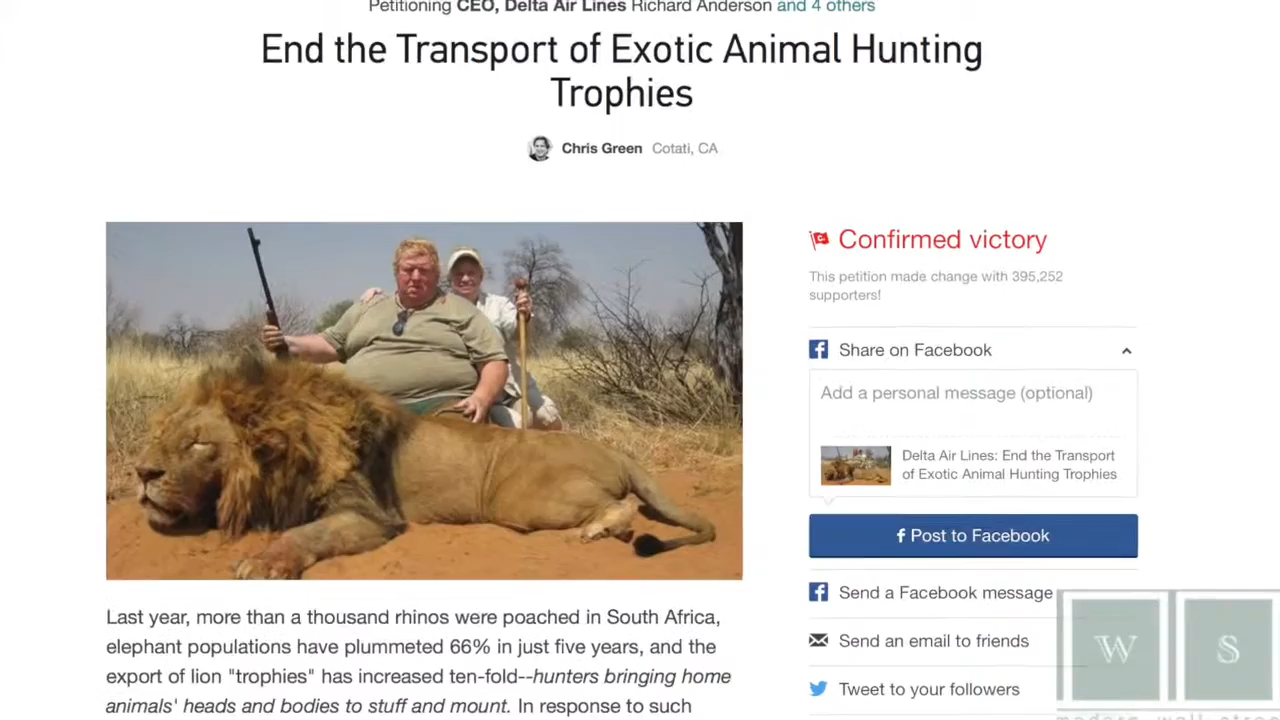 Petitioning CEO, Delta Air Lines Richard Anderson and 4 others
End the Transport of Exotic Animal Hunting
Trophies
Chris Green Cotati, CA
Confirmed victory
This petition made change with 395,252
supporters!
Share on Facebook
Add a personal message (optional)
Delta Air Lines: End the Transport
of Exotic Animal Hunting Trophies
f Post to Facebook
Send a Facebook message
Send an email to friends
Tweet to your followers
Last year, more than a thousand rhinos were poached in South Africa,
elephant populations have plummeted 66% in just five years, and the
export of lion "trophies" has increased ten-fold--hunters bringing home
animals' heads and bodies to stuff and mount. In response to such
W S